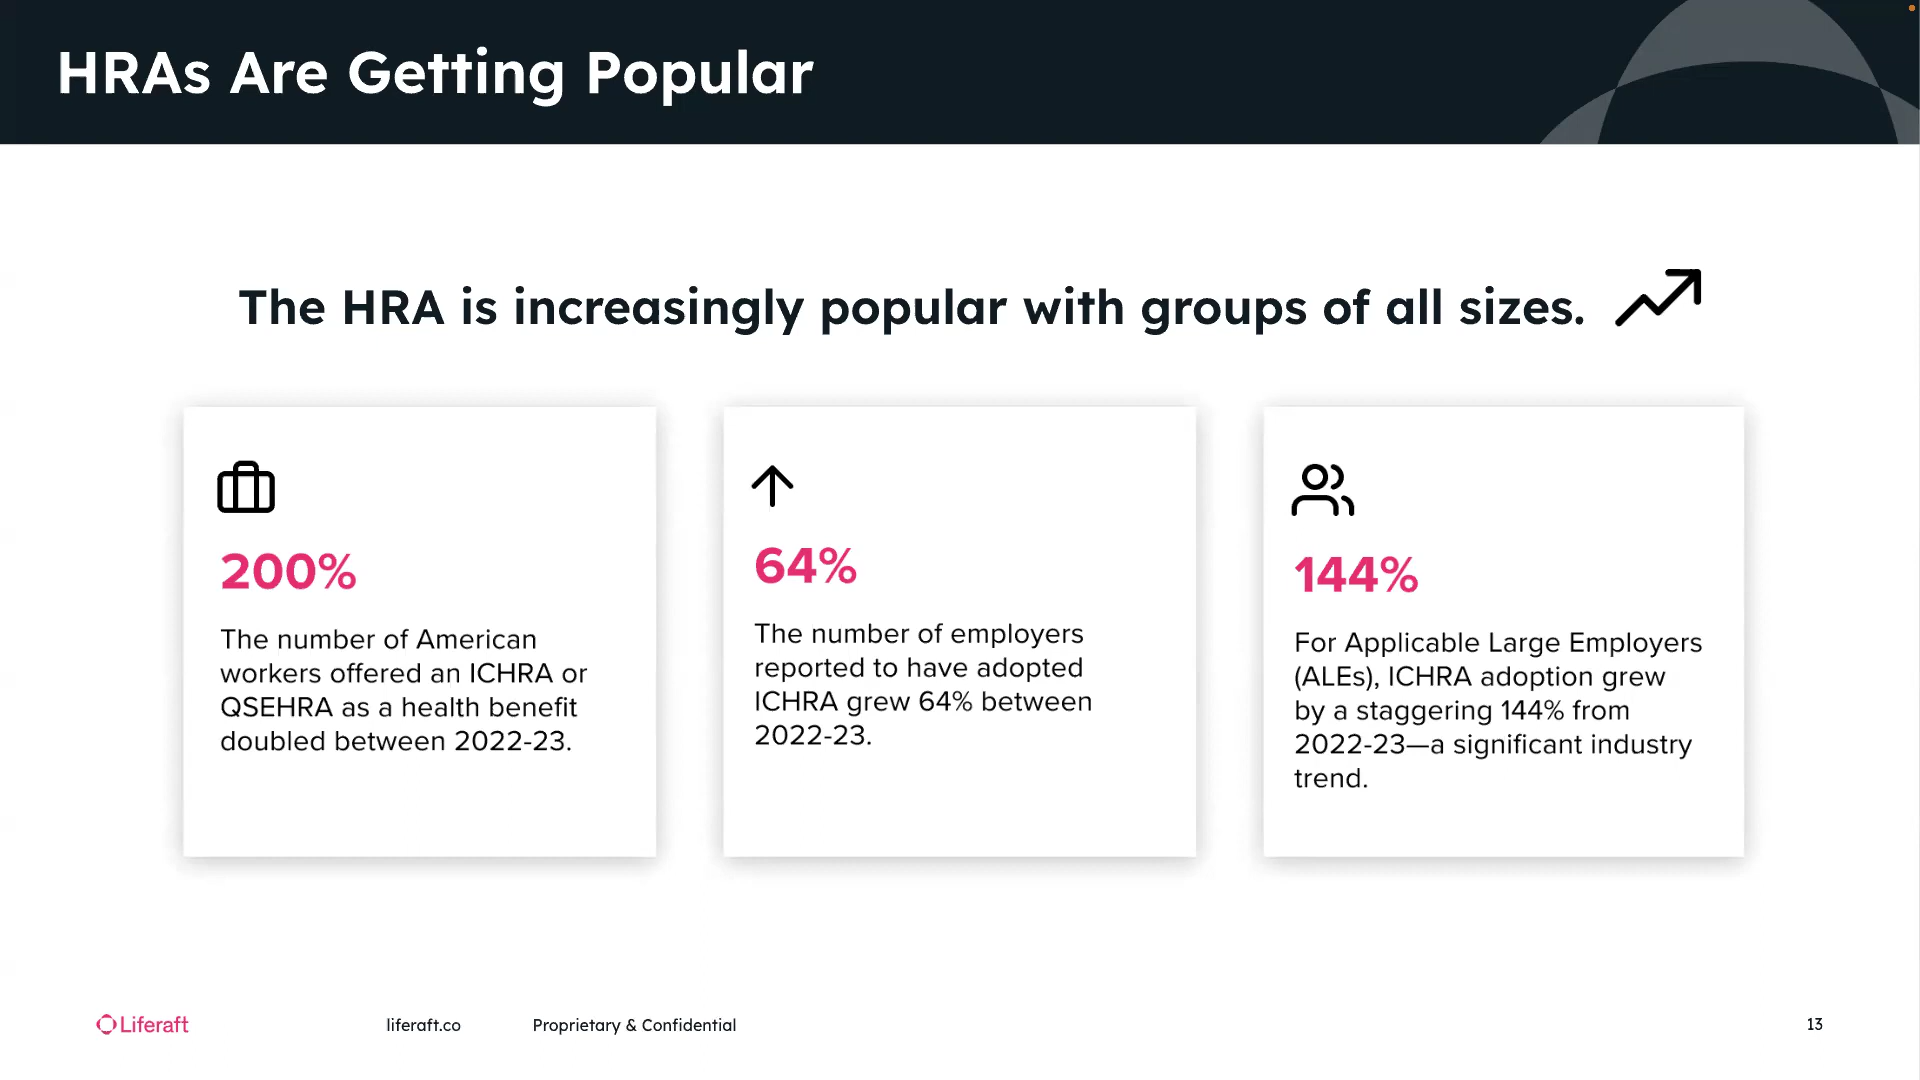 HRAs Are Getting Popular
The HRA is increasingly popular with groups of all sizes.
200%
The number of American
workers offered an ICHRA or
QSEHRA as a health benefit
doubled between 2022-23.
64%
The number of employers
reported to have adopted
ICHRA grew 64% between
2022-23.
144%
For Applicable Large Employers
(ALEs), ICHRA adoption grew
by a staggering 144% from
2022-23—a significant industry
trend.
Liferaft
liferaft.co
Proprietary & Confidential
13